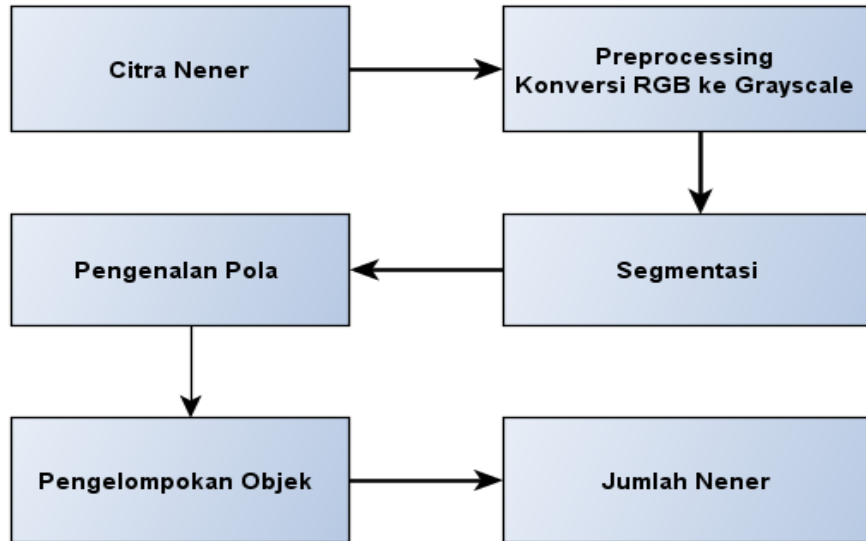 Citra Nener
Preprocessing
Konversi RGB ke Grayscale
Segmentasi
Pengenalan Pola
Pengelompokan Objek
Jumlah Nener